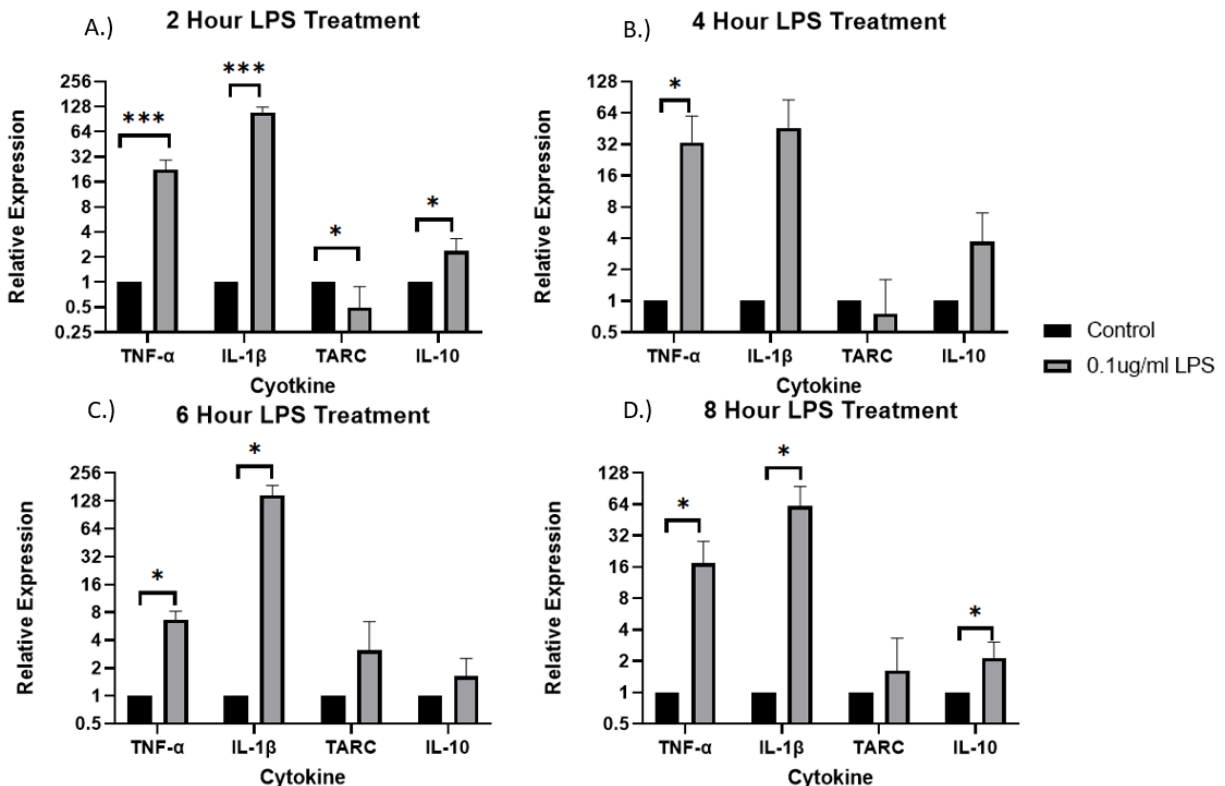 A.)
2 Hour LPS Treatment
Relative Expression
256
128
64
32
16
8
4
2
1
0.5
0.25
***
***
*
*
TNF-α IL-1β TARC IL-10
Cyotkine
B.)
4 Hour LPS Treatment
Relative Expression
128
64
32
16
8
4
2
1
0.5
*
TNF-α IL-1β TARC IL-10
Cytokine
Control
0.1ug/ml LPS
C.)
6 Hour LPS Treatment
Relative Expression
256
128
64
32
16
8
4
2
1
0.5
*
*
TNF-α IL-1β TARC IL-10
Cytokine
D.)
8 Hour LPS Treatment
Relative Expression
128
64
32
16
8
4
2
1
0.5
*
*
*
TNF-α IL-1β TARC IL-10
Cytokine